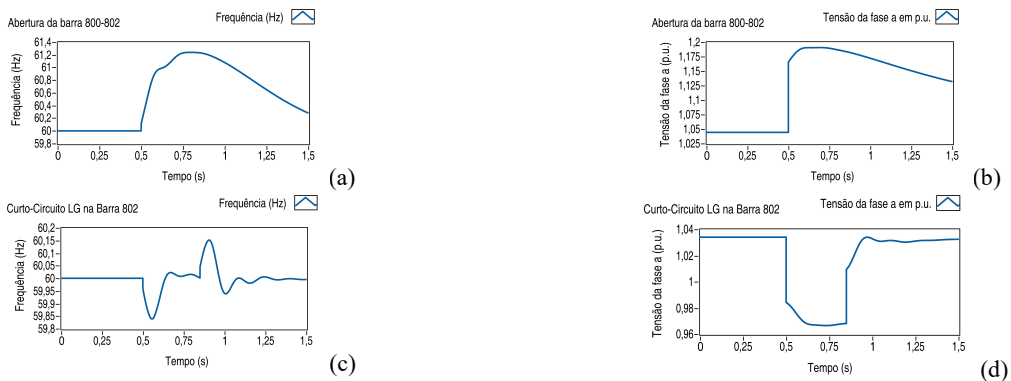 Abertura da barra 800-802
Frequência (Hz)
Frequência (Hz)
61,4
61,2
61
60,8
60,6
60,4
60,2
60
59,8
0 0,25 0,5 0,75 1 1,25 1,5
Tempo (s)
(a)
Abertura da barra 800-802
Tensão da fase a em p.u.
Tensão da fase a (p.u.)
1,2
1,175
1,15
1,125
1,1
1,075
1,05
1,025
0 0,25 0,5 0,75 1 1,25 1,5
Tempo (s)
(b)
Curto-Circuito LG na Barra 802
Frequência (Hz)
Frequência (Hz)
60,2
60,15
60,1
60,05
60
59,95
59,9
59,85
59,8
0 0,25 0,5 0,75 1 1,25 1,5
Tempo (s)
(c)
Curto-Circuito LG na Barra 802
Tensão da fase a em p.u.
Tensão da fase a (p.u.)
1,04
1,02
1
0,98
0,96
0 0,25 0,5 0,75 1 1,25 1,5
Tempo (s)
(d)